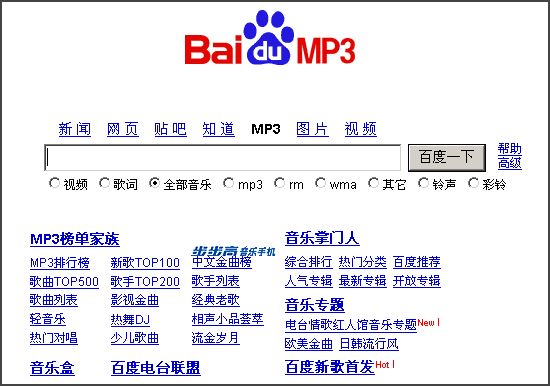 Bai du MP3
新闻 网页 贴吧 知道 MP3 图片 视频
百度一下
帮助
高级
视频 歌词 全部音乐 mp3 rm wma 其它 铃声 彩铃
MP3榜单家族
步步高音乐手机
MP3排行榜 新歌TOP100 中文金曲榜
歌曲TOP500 歌手TOP200 歌手列表
歌曲列表 影视金曲 经典老歌
轻音乐 热舞DJ 相声小品荟萃
热门对唱 少儿歌曲 流金岁月
音乐盒 百度电台联盟
音乐掌门人
综合排行 热门分类 百度推荐
人气专辑 最新专辑 开放专辑
音乐专题
电台情歌红人馆音乐专题New!
欧美金曲 日韩流行风
百度新歌首发Hot!